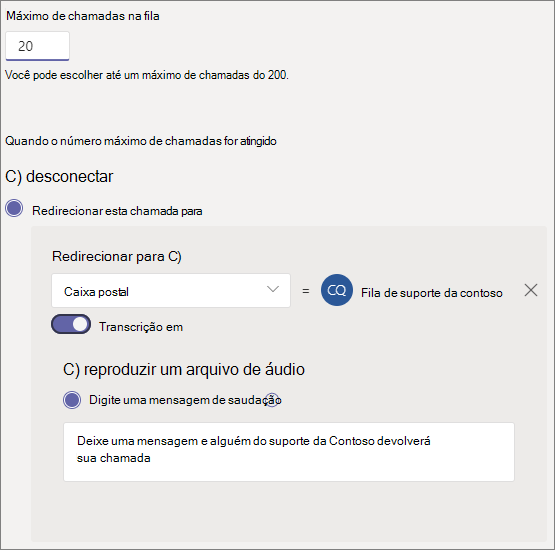 Máximo de chamadas na fila
20
Você pode escolher até um máximo de chamadas do 200.
Quando o número máximo de chamadas for atingido
C) desconectar
Redirecionar esta chamada para
Redirecionar para C)
Caixa postal = CQ Fila de suporte da contoso
Transcrição em
C) reproduzir um arquivo de áudio
Digite uma mensagem de saudação
Deixe uma mensagem e alguém do suporte da Contoso devolverá
sua chamada